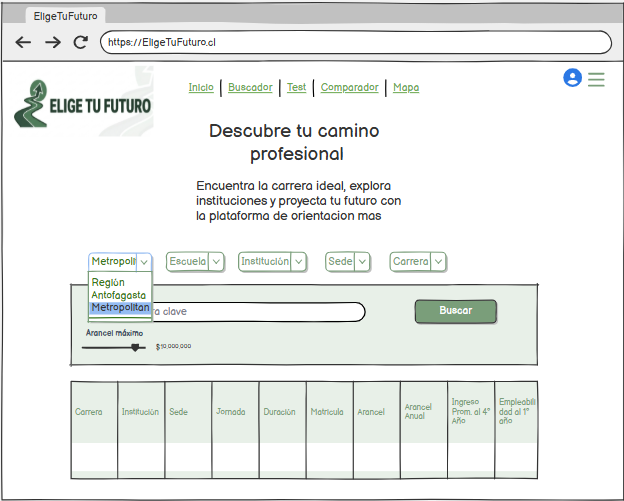 EligeTuFuturo
https://EligeTuFuturo.cl
ELIGE TU FUTURO
Inicio Buscador Test Comparador Mapa
Descubre tu camino
profesional
Encuentra la carrera ideal, explora
instituciones y proyecta tu futuro con
la plataforma de orientacion mas
Metropoli Escuela Institución Sede Carrera
Región
Antofagasta
Metropolitan
clave
Buscar
Arancel máximo
$10,000,000
Carrera Institución Sede Jornada Duración Matricula Arancel
Arancel
Anual
Ingreso
Prom. al 4°
Año
Empleabili
dad al 1°
año